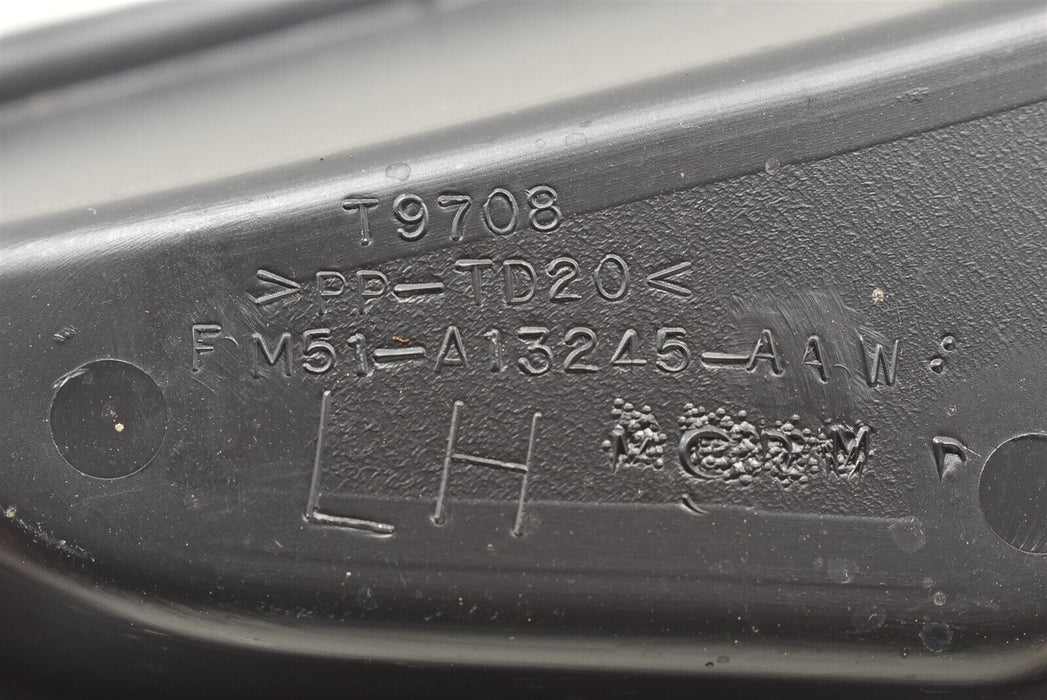 T9708
>PP-TD20<
FM51-A13245-AAW
LH